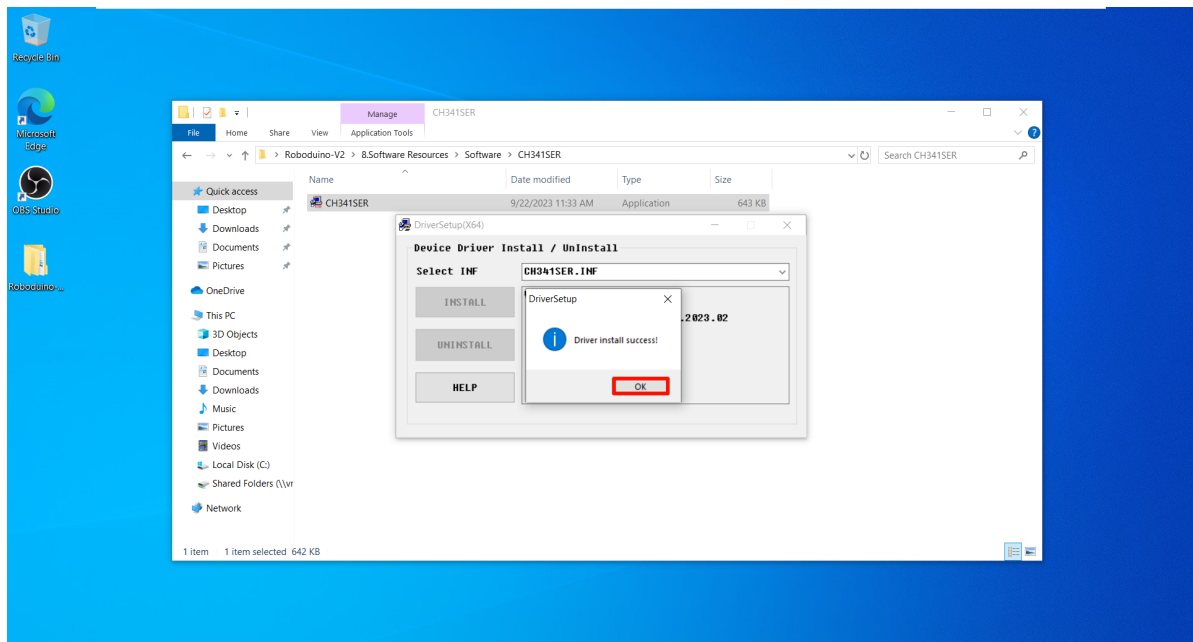 Recycle Bin
Microsoft
Edge
OBS Studio
Roboduino-...
Manage
CH341SER
File
Home
Share
View
Application Tools
Roboduino-V2 > 8.Software Resources > Software > CH341SER
Search CH341SER
Name
Date modified
Type
Size
CH341SER
9/22/2023 11:33 AM
Application
643 KB
Quick access
Desktop
Downloads
Documents
Pictures
OneDrive
This PC
3D Objects
Desktop
Documents
Downloads
Music
Pictures
Videos
Local Disk (C:)
Shared Folders (\\vr
Network
DriverSetup(X64)
Device Driver Install / UnInstall
Select INF
CH341SER.INF
INSTALL
UNINSTALL
HELP
.2023.02
DriverSetup
Driver install success!
OK
1 item
1 item selected 642 KB